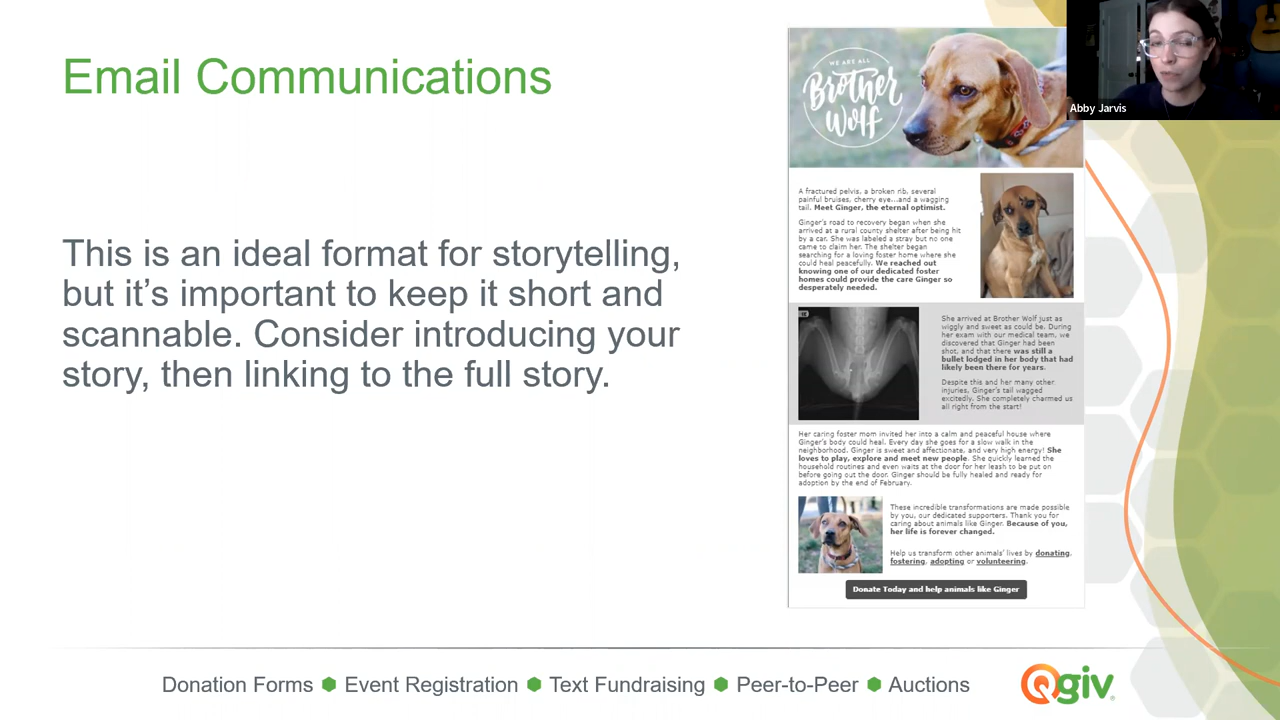 Email Communications
This is an ideal format for storytelling,
but it's important to keep it short and
scannable. Consider introducing your
story, then linking to the full story.
WE ARE ALL
Brother
Wolf
A fractured pelvis, a broken rib, several
painful bruises, cherry eye...and a wagging
tail. Meet Ginger, the eternal optimist.
Ginger's road to recovery began when she
arrived at a rural county shelter after being hit
by a car. She was labeled a stray but no one
came to claim her. The shelter began
searching for a loving foster home where she
could heal peacefully. We reached out
knowing one of our dedicated foster
homes could provide the care Ginger so
desperately needed.
She arrived at Brother Wolf just as
wiggly and sweet as could be. During
her exam with our medical team, we
discovered that Ginger had been
shot, and that there was still a
bullet lodged in her body that had
likely been there for years.
Despite this and her many other
injuries, Ginger's tail wagged
excitedly. She completely charmed us
all right from the start!
Her caring foster mom invited her into a calm and peaceful house where
Ginger's body could heal. Every day she goes for a slow walk in the
neighborhood. Ginger is sweet and affectionate, and very high energy! She
loves to play, explore and meet new people. She quickly learned the
household routines and even waits at the door for her leash to be put on
before going out the door. Ginger should be fully healed and ready for
adoption by the end of February.
These incredible transformations are made possible
by you, our dedicated supporters. Thank you for
caring about animals like Ginger. Because of you,
her life is forever changed.
Help us transform other animals' lives by donating,
fostering, adopting or volunteering.
Donate Today and help animals like Ginger
Abby Jarvis
Donation Forms Event Registration Text Fundraising Peer-to-Peer Auctions
Qgiv